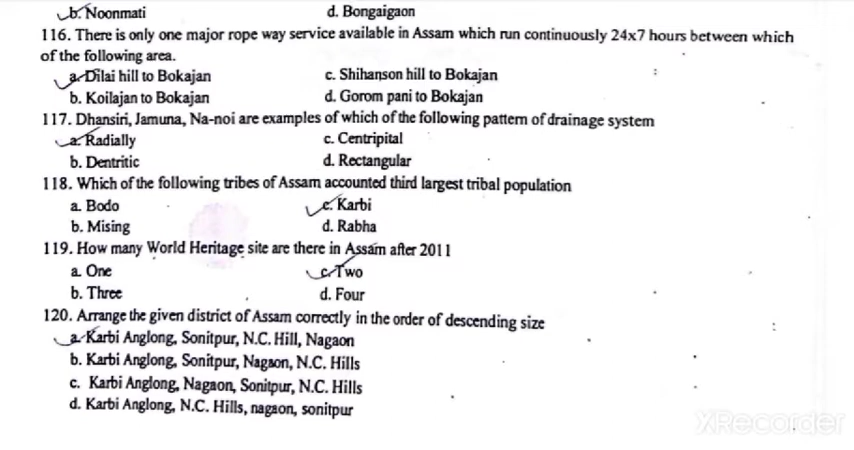 b. Noonmati d. Bongaigaon
116. There is only one major rope way service available in Assam which run continuously 24x7 hours between which
of the following area.
a. Dilai hill to Bokajan c. Shihanson hill to Bokajan
b. Koilajan to Bokajan d. Gorom pani to Bokajan
117. Dhansiri, Jamuna, Na-noi are examples of which of the following pattern of drainage system
a. Radially c. Centripital
b. Dentritic d. Rectangular
118. Which of the following tribes of Assam accounted third largest tribal population
a. Bodo c. Karbi
b. Mising d. Rabha
119. How many World Heritage site are there in Assam after 2011
a. One c. Two
b. Three d. Four
120. Arrange the given district of Assam correctly in the order of descending size
a. Karbi Anglong, Sonitpur, N.C. Hill, Nagaon
b. Karbi Anglong, Sonitpur, Nagaon, N.C. Hills
c. Karbi Anglong, Nagaon, Sonitpur, N.C. Hills
d. Karbi Anglong, N.C. Hills, nagaon, sonitpur
XRecorder